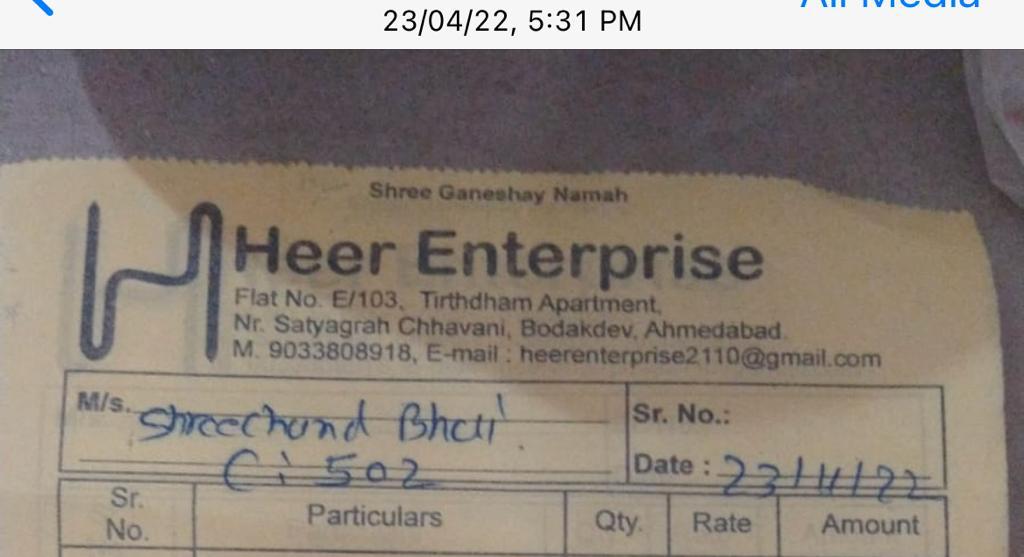 All Media
23/04/22, 5:31 PM
Shree Ganeshay Namah
Heer Enterprise
Flat No. E/103, Tirthdham Apartment,
Nr. Satyagrah Chhavani, Bodakdev, Ahmedabad.
M. 9033808918, E-mail : heerenterprise2110@gmail.com
M/s. Shreechand Bhai
C: 502
Sr. No.:
Date : 23/4/22
Sr. No. Particulars Qty. Rate Amount